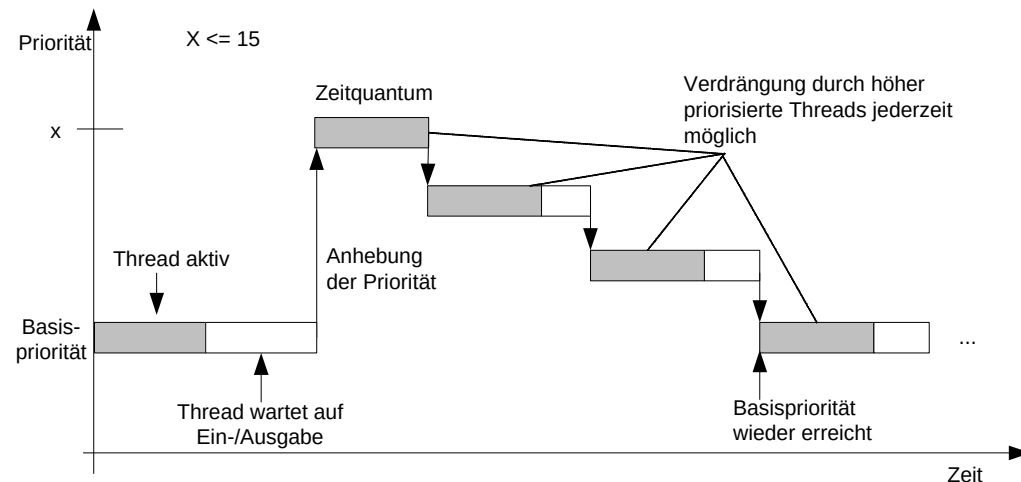 Priorität
X <= 15
Zeitquantum
Verdrängung durch höher
priorisierte Threads jederzeit
möglich
x
Thread aktiv
Anhebung
der Priorität
Basis-
priorität
...
Thread wartet auf
Ein-/Ausgabe
Basispriorität
wieder erreicht
Zeit